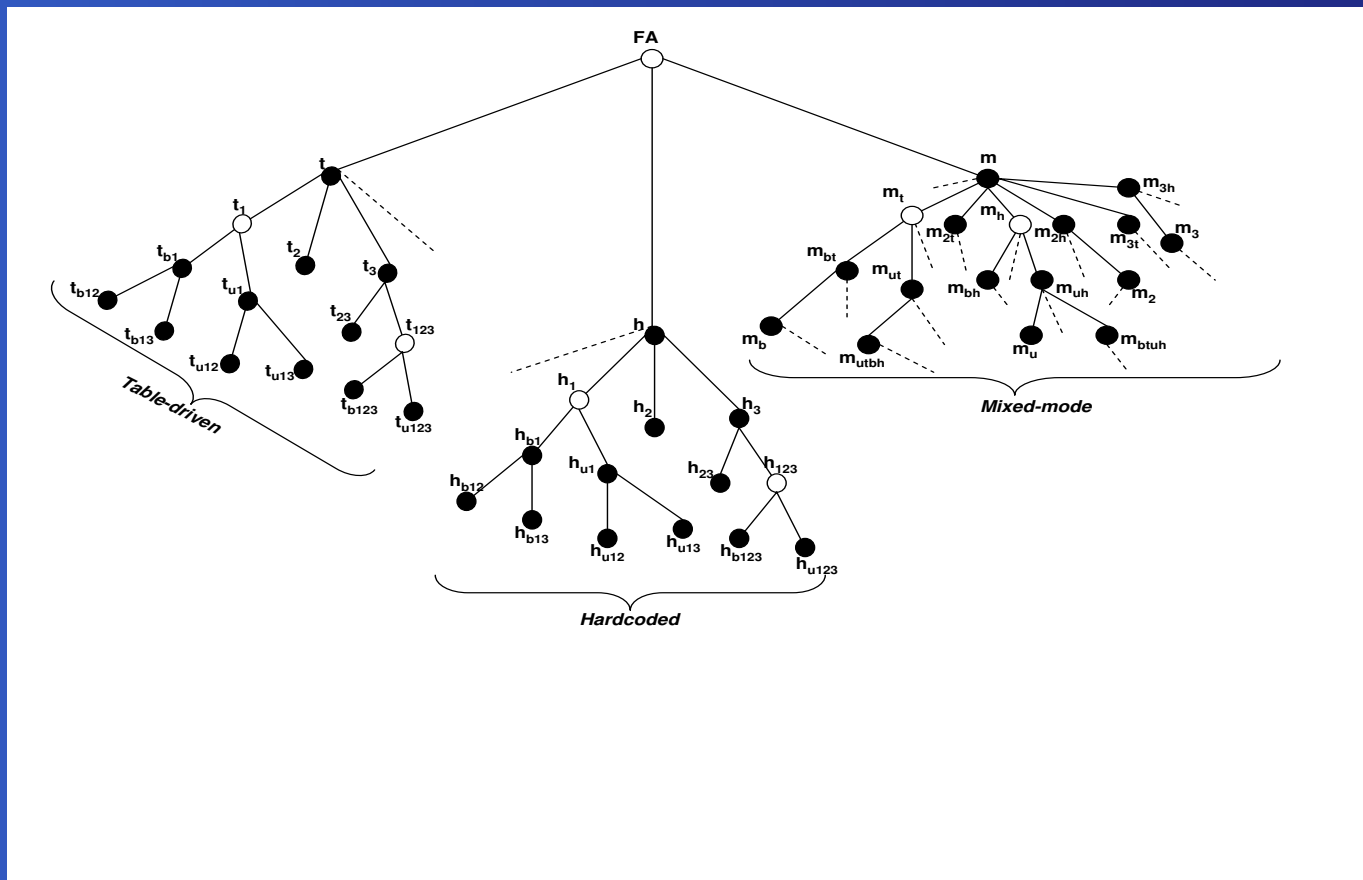 FA
t
t1
tb1
tb12
tb13
tu1
tu12
tu13
t2
t3
t23
t123
tb123
tu123
Table-driven
h
h1
hb1
hb12
hb13
hu1
hu12
hu13
h2
h3
h23
h123
hb123
hu123
Hardcoded
m
mt
mbt
mb
mut
mutbh
m2t
mh
mbh
muh
mu
mbtuh
m2h
m2
m3t
m3h
m3
Mixed-mode